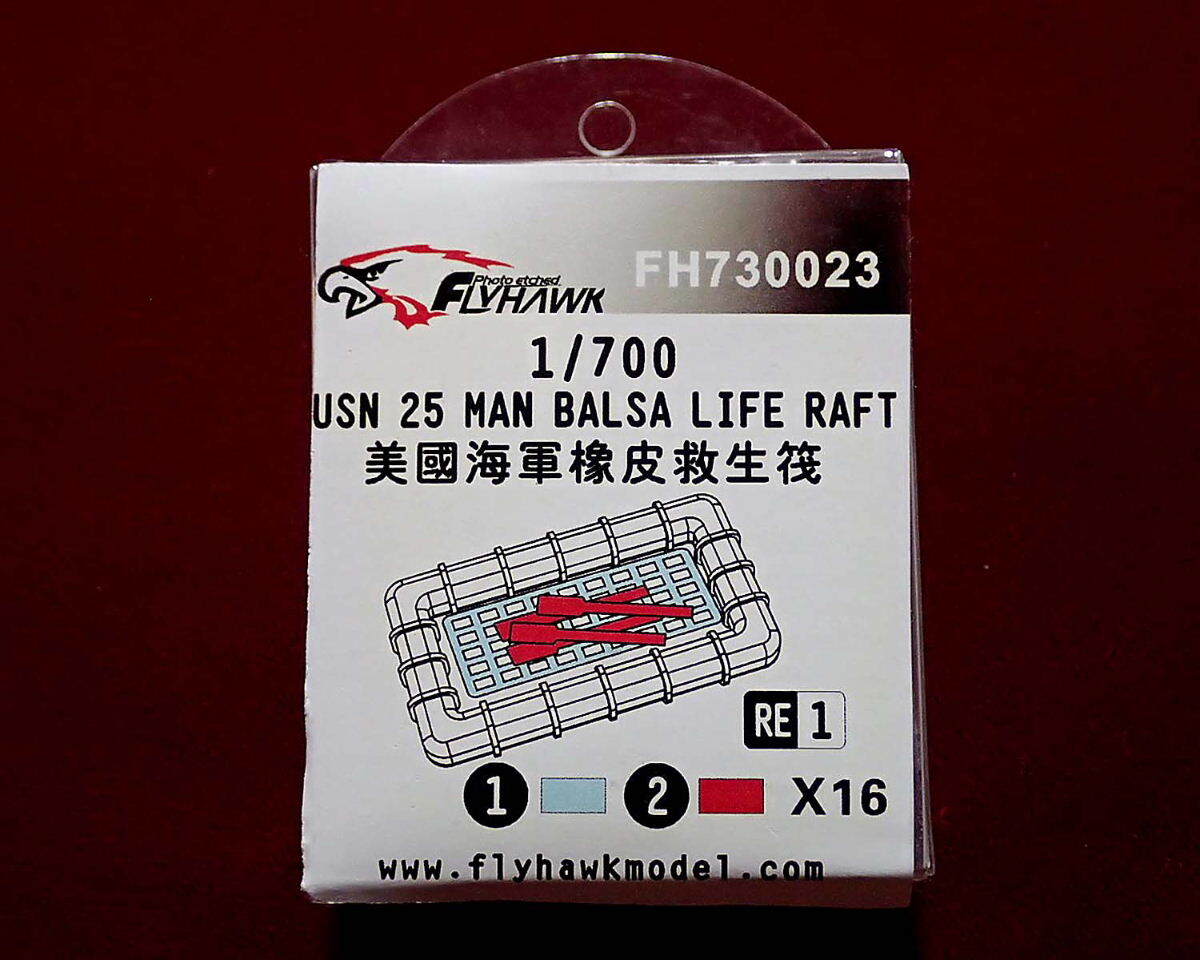 Photo etched
FLYHAWK
FH730023
1/700
USN 25 MAN BALSA LIFE RAFT
美國海軍橡皮救生筏
RE 1
1 2 X16
www.flyhawkmodel.com